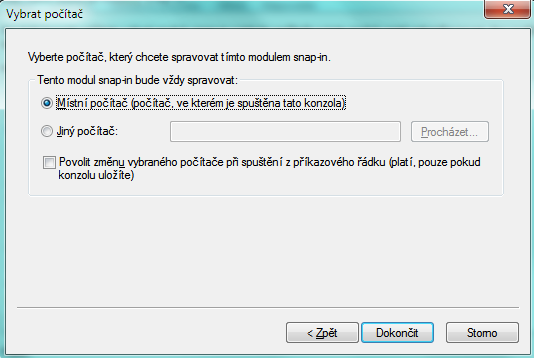 Vybrat počítač
Vyberte počítač, který chcete spravovat tímto modulem snap-in.
Tento modul snap-in bude vždy spravovat:
Místní počítač (počítač, ve kterém je spuštěna tato konzola)
Jiný počítač:
Procházet...
Povolit změnu vybraného počítače při spuštění z příkazového řádku (platí, pouze pokud
konzolu uložíte)
< Zpět
Dokončit
Storno